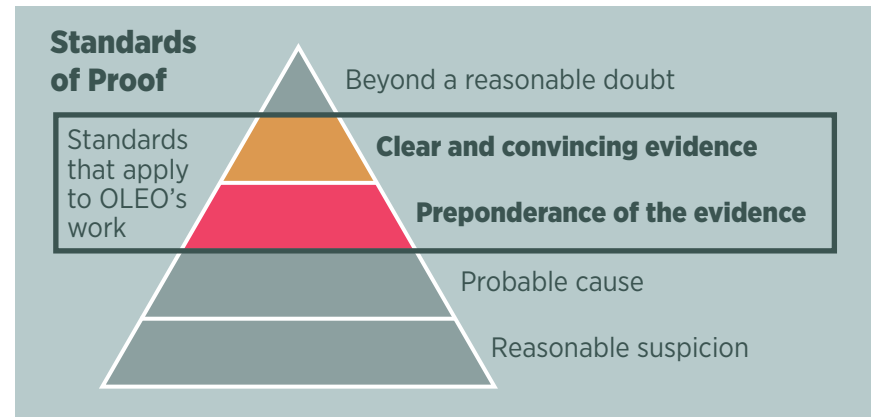 Standards
of Proof
Beyond a reasonable doubt
Standards
that apply
to OLEO’s
work
Clear and convincing evidence
Preponderance of the evidence
Probable cause
Reasonable suspicion